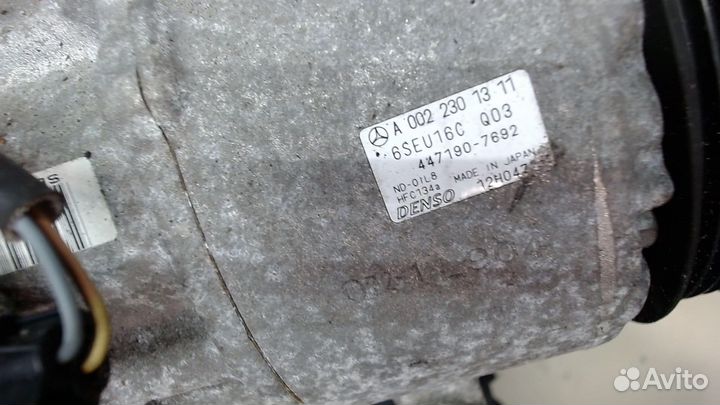 A 002 230 13 11
6SEU16C Q03
447190-7692
ND-OIL8
HFC134a MADE IN JAPAN
DENSO
Avito